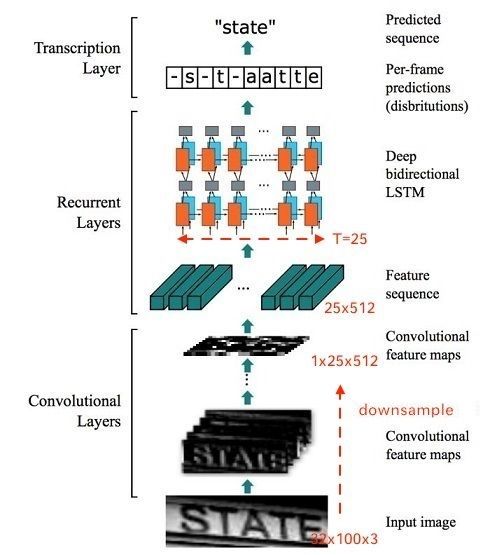 "state"
Predicted sequence
Transcription Layer
- s - t - a a t t e
Per-frame predictions (disbritutions)
Deep bidirectional LSTM
Recurrent Layers
T=25
...
Feature sequence
25x512
Convolutional feature maps
1x25x512
Convolutional Layers
downsample
STATE
Convolutional feature maps
STATE
32x100x3
Input image